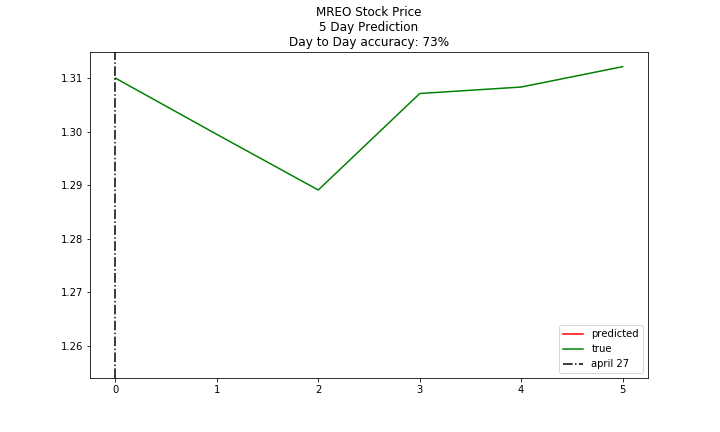 MREO Stock Price
5 Day Prediction
Day to Day accuracy: 73%
1.31
1.30
1.29
1.28
1.27
1.26
0 1 2 3 4 5
predicted
true
april 27